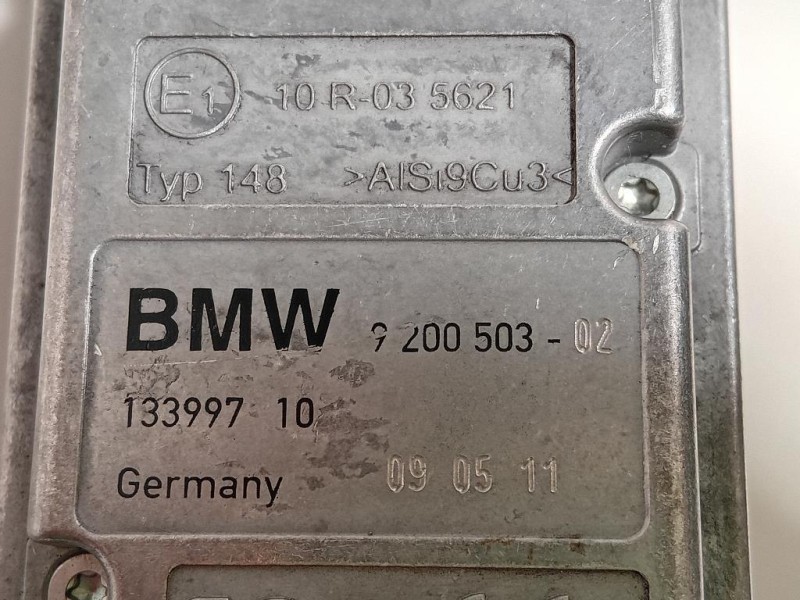 E1 10 R-03 5621
Typ 148 >AlSi9Cu3<
BMW 9 200 503 - 02
133997 10
Germany 09 05 11